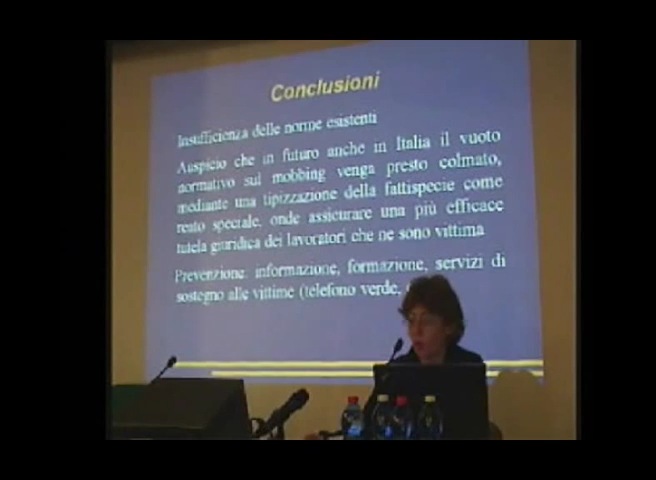 Conclusioni
Insufficienza delle norme esistenti
Auspicio che in futuro anche in Italia il vuoto
normativo sul mobbing venga presto colmato,
mediante una tipizzazione della fattispecie come
reato speciale, onde assicurare una più efficace
tutela giuridica dei lavoratori che ne sono vittima
Prevenzione: informazione, formazione, servizi di
sostegno alle vittime (telefono verde,